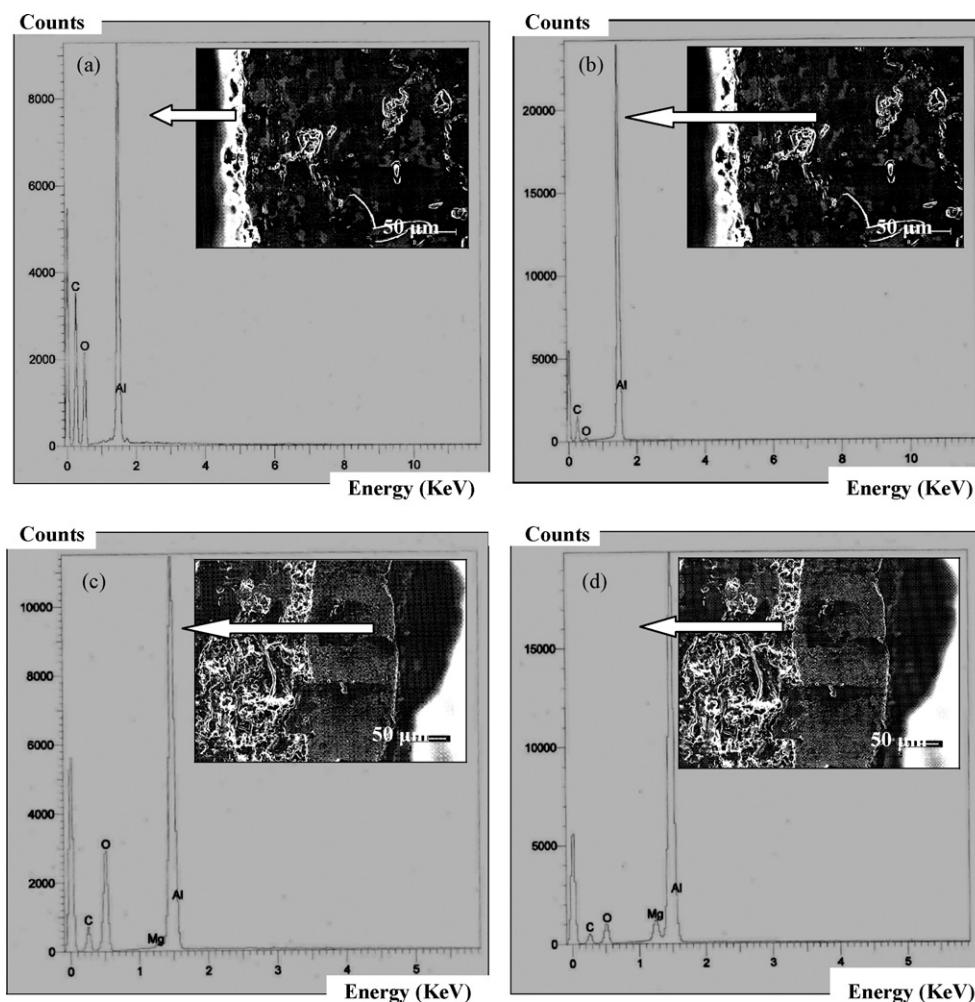 Counts
(a)
8000
6000
4000
2000
0
C
O
Al
50 μm
0 2 4 6 8 10
Energy (KeV)
Counts
(b)
20000
15000
10000
5000
0
C
O
Al
50 μm
0 2 4 6 8 10
Energy (KeV)
Counts
(c)
10000
8000
6000
4000
2000
0
C
O
Mg
Al
50 μm
0 1 2 3 4 5
Energy (KeV)
Counts
(d)
15000
10000
5000
0
C
O
Mg
Al
50 μm
0 1 2 3 4 5
Energy (KeV)